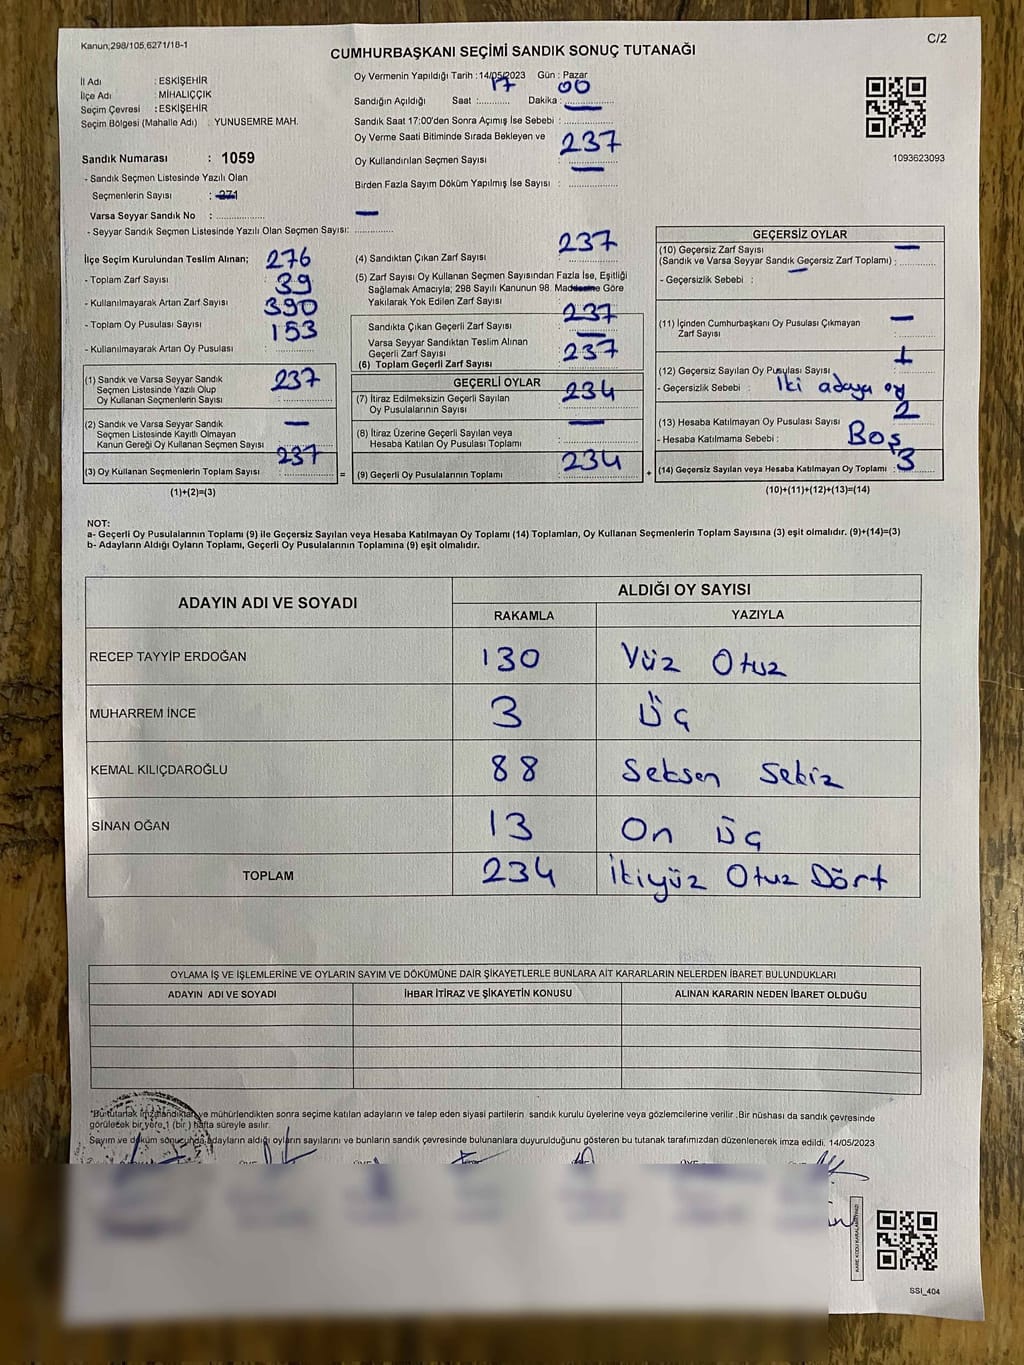 Kanun;298/105,6271/18-1
C/2
CUMHURBAŞKANI SEÇİMİ SANDIK SONUÇ TUTANAĞI
İl Adı : ESKİŞEHİR
İlçe Adı : MİHALIÇÇIK
Seçim Çevresi : ESKİŞEHİR
Seçim Bölgesi (Mahalle Adı) : YUNUSEMRE MAH.
Sandık Numarası : 1059
- Sandık Seçmen Listesinde Yazılı Olan
Seçmenlerin Sayısı : 271
Varsa Seyyar Sandık No : .................. —
- Seyyar Sandık Seçmen Listesinde Yazılı Olan Seçmen Sayısı: ..............
Oy Vermenin Yapıldığı Tarih : 14/05/2023 Gün : Pazar
Sandığın Açıldığı Saat :........... 17 Dakika :.............. 00
Sandık Saat 17:00'den Sonra Açımış İse Sebebi : —
Oy Verme Saati Bitiminde Sırada Bekleyen ve
Oy Kullandırılan Seçmen Sayısı : 237
Birden Fazla Sayım Döküm Yapılmış İse Sayısı : —
1093623093
İlçe Seçim Kurulundan Teslim Alınan;
- Toplam Zarf Sayısı 276
- Kullanılmayarak Artan Zarf Sayısı 39
- Toplam Oy Pusulası Sayısı 390
- Kullanılmayarak Artan Oy Pusulası 153
(1) Sandık ve Varsa Seyyar Sandık
Seçmen Listesinde Yazılı Olup
Oy Kullanan Seçmenlerin Sayısı 237
(2) Sandık ve Varsa Seyyar Sandık
Seçmen Listesinde Kayıtlı Olmayan
Kanun Gereği Oy Kullanan Seçmen Sayısı —
(3) Oy Kullanan Seçmenlerin Toplam Sayısı 237
=
(1)+(2)=(3)
(4) Sandıktan Çıkan Zarf Sayısı 237
(5) Zarf Sayısı Oy Kullanan Seçmen Sayısından Fazla İse, Eşitliği
Sağlamak Amacıyla; 298 Sayılı Kanunun 98. Maddesine Göre
Yakılarak Yok Edilen Zarf Sayısı —
Sandıkta Çıkan Geçerli Zarf Sayısı 237
Varsa Seyyar Sandıktan Teslim Alınan
Geçerli Zarf Sayısı —
(6) Toplam Geçerli Zarf Sayısı 237
GEÇERLİ OYLAR
(7) İtiraz Edilmeksizin Geçerli Sayılan
Oy Pusulalarının Sayısı 234
(8) İtiraz Üzerine Geçerli Sayılan veya
Hesaba Katılan Oy Pusulası Toplamı —
(9) Geçerli Oy Pusulalarının Toplamı 234
+
GEÇERSİZ OYLAR
(10) Geçersiz Zarf Sayısı
(Sandık ve Varsa Seyyar Sandık Geçersiz Zarf Toplamı) : —
- Geçersizlik Sebebi : —
(11) İçinden Cumhurbaşkanı Oy Pusulası Çıkmayan
Zarf Sayısı —
(12) Geçersiz Sayılan Oy Pusulası Sayısı 1
- Geçersizlik Sebebi : İki adaya oy
(13) Hesaba Katılmayan Oy Pusulası Sayısı 2
- Hesaba Katılmama Sebebi : Boş
(14) Geçersiz Sayılan veya Hesaba Katılmayan Oy Toplamı : 3
(10)+(11)+(12)+(13)=(14)
NOT:
a- Geçerli Oy Pusulalarının Toplamı (9) ile Geçersiz Sayılan veya Hesaba Katılmayan Oy Toplamı (14) Toplamları, Oy Kullanan Seçmenlerin Toplam Sayısına (3) eşit olmalıdır. (9)+(14)=(3)
b- Adayların Aldığı Oyların Toplamı, Geçerli Oy Pusulalarının Toplamına (9) eşit olmalıdır.
ADAYIN ADI VE SOYADI
ALDIĞI OY SAYISI
RAKAMLA YAZIYLA
RECEP TAYYİP ERDOĞAN 130 Yüz Otuz
MUHARREM İNCE 3 Üç
KEMAL KILIÇDAROĞLU 88 Seksen Sekiz
SİNAN OĞAN 13 On Üç
TOPLAM 234 İkiyüz Otuz Dört
OYLAMA İŞ VE İŞLEMLERİNE VE OYLARIN SAYIM VE DÖKÜMÜNE DAİR ŞİKAYETLERLE BUNLARA AİT KARARLARIN NELERDEN İBARET BULUNDUKLARI
ADAYIN ADI VE SOYADI İHBAR İTİRAZ VE ŞİKAYETİN KONUSU ALINAN KARARIN NEDEN İBARET OLDUĞU
*Bu tutanak imzalandıktan ve mühürlendikten sonra seçime katılan adayların ve talep eden siyasi partilerin sandık kurulu üyelerine veya gözlemcilerine verilir .Bir nüshası da sandık çevresinde
görülecek bir yere 1 (bir ) hafta süreyle asılır.
Sayım ve döküm sonucunda adayların aldığı oyların sayılarını ve bunların sandık çevresinde bulunanlara duyurulduğunu gösteren bu tutanak tarafımızdan düzenlenerek imza edildi. 14/05/2023
KARE KODU KARALAMAYINIZ!
SSI_404